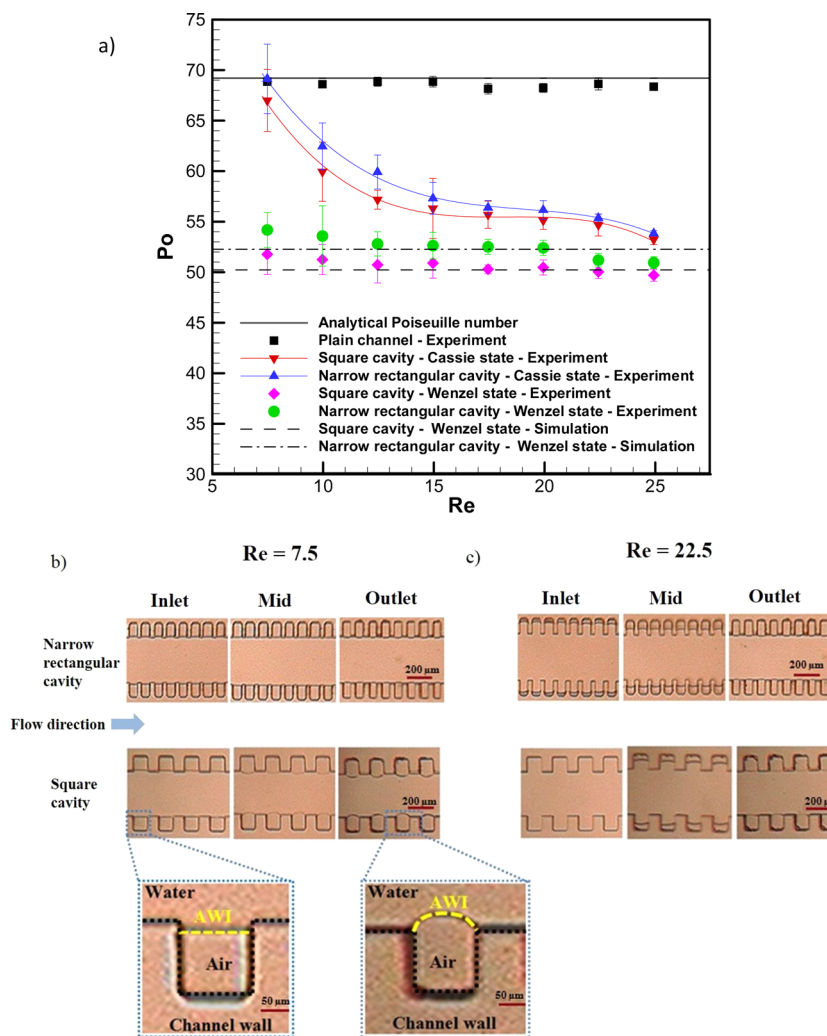 a)
75
70
65
60
55
50
45
40
35
30
Po
Analytical Poiseuille number
Plain channel - Experiment
Square cavity - Cassie state - Experiment
Narrow rectangular cavity - Cassie state - Experiment
Square cavity - Wenzel state - Experiment
Narrow rectangular cavity - Wenzel state - Experiment
Square cavity - Wenzel state - Simulation
Narrow rectangular cavity - Wenzel state - Simulation
5 10 15 20 25
Re
b) Re = 7.5
c) Re = 22.5
Inlet Mid Outlet
Inlet Mid Outlet
Narrow
rectangular
cavity
200 µm
200 µm
Flow direction
Square
cavity
200 µm
200 µm
Water
AWI
Air
50 µm
Channel wall
Water
AWI
Air
50 µm
Channel wall